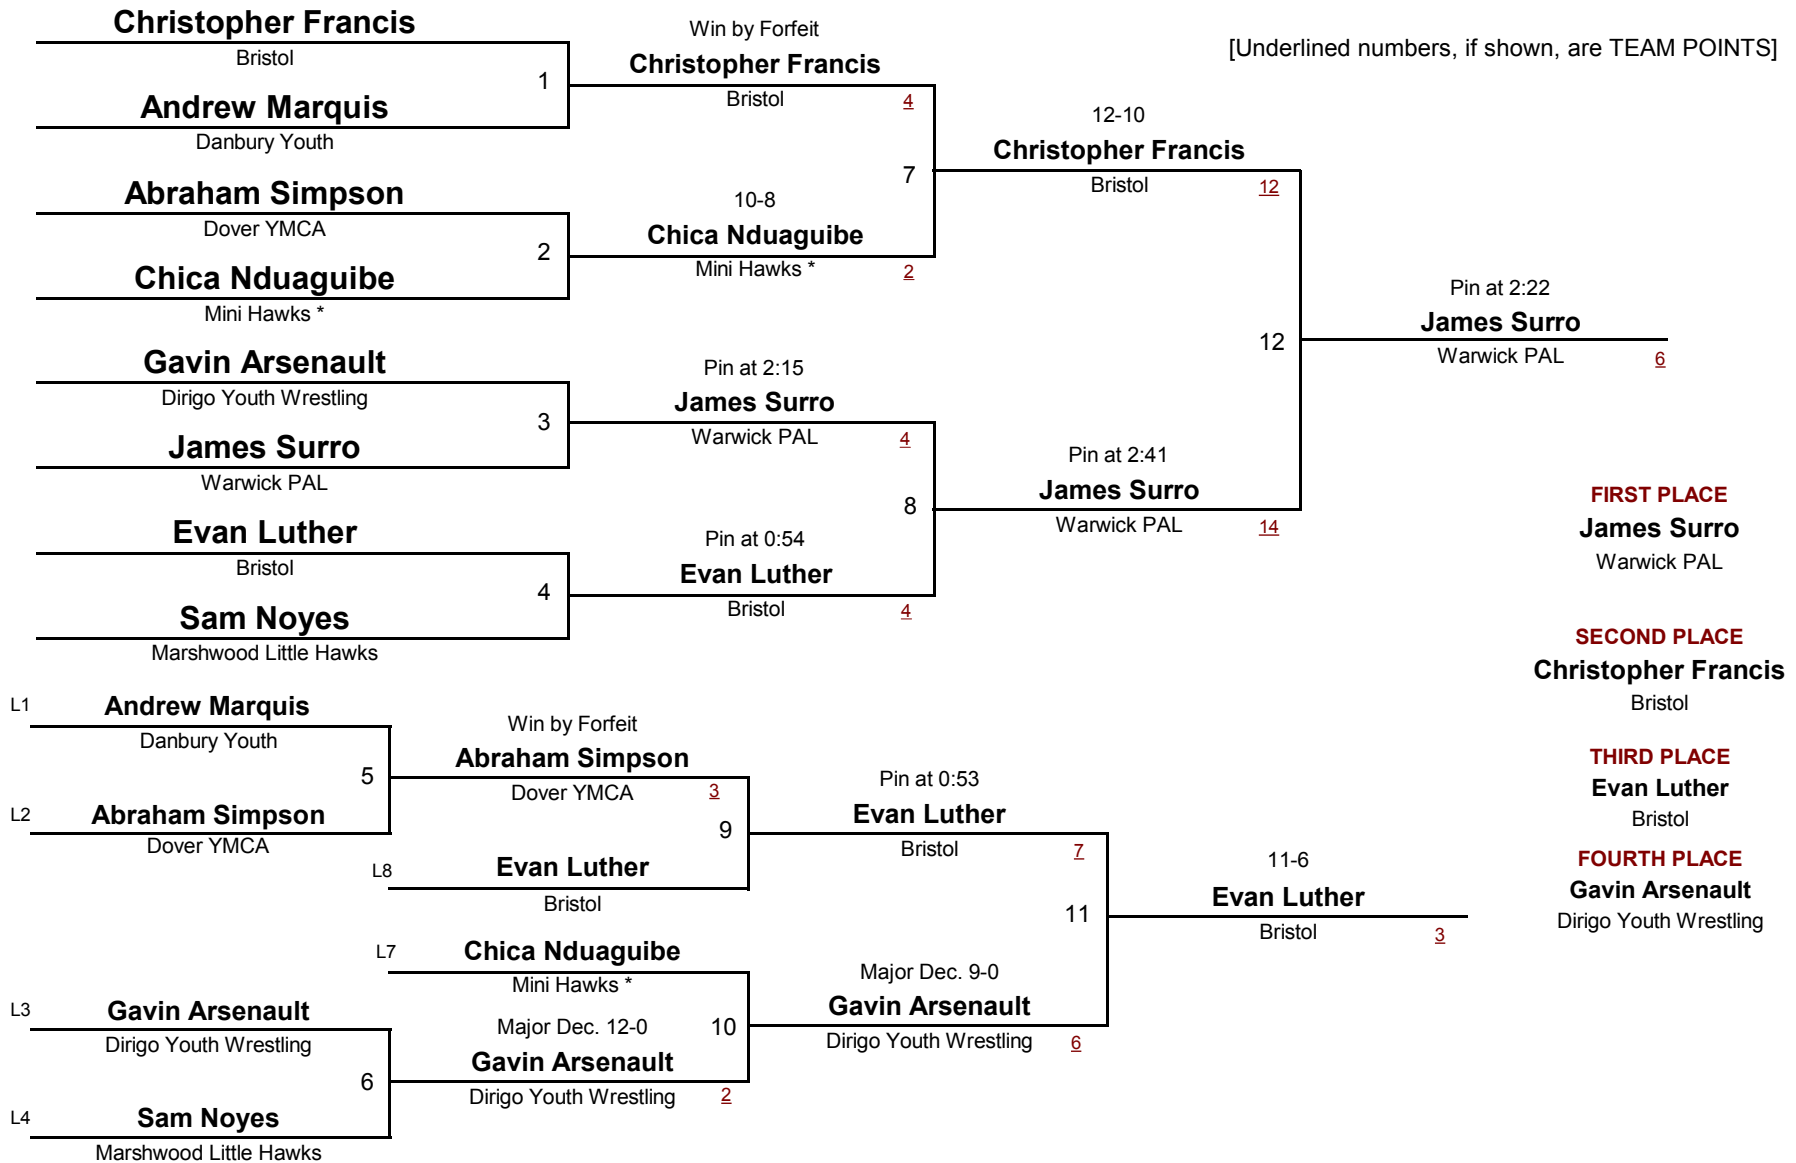 Christopher Francis
Bristol
1
Andrew Marquis
Danbury Youth
Abraham Simpson
Dover YMCA
2
Chica Nduaguibe
Mini Hawks *
Gavin Arsenault
Dirigo Youth Wrestling
3
James Surro
Warwick PAL
Evan Luther
Bristol
4
Sam Noyes
Marshwood Little Hawks
Win by Forfeit
Christopher Francis
Bristol 4
7
10-8
Chica Nduaguibe
Mini Hawks * 2
Pin at 2:15
James Surro
Warwick PAL 4
8
Pin at 0:54
Evan Luther
Bristol 4
[Underlined numbers, if shown, are TEAM POINTS]
12-10
Christopher Francis
Bristol 12
12
Pin at 2:41
James Surro
Warwick PAL 14
Pin at 2:22
James Surro
Warwick PAL 6
FIRST PLACE
James Surro
Warwick PAL
SECOND PLACE
Christopher Francis
Bristol
THIRD PLACE
Evan Luther
Bristol
FOURTH PLACE
Gavin Arsenault
Dirigo Youth Wrestling
L1 Andrew Marquis
Danbury Youth
5
L2 Abraham Simpson
Dover YMCA
Win by Forfeit
Abraham Simpson
Dover YMCA 3
9
L8 Evan Luther
Bristol
L7 Chica Nduaguibe
Mini Hawks *
L3 Gavin Arsenault
Dirigo Youth Wrestling
6
L4 Sam Noyes
Marshwood Little Hawks
Major Dec. 12-0 10
Gavin Arsenault
Dirigo Youth Wrestling 2
Pin at 0:53
Evan Luther
Bristol 7
11
Major Dec. 9-0
Gavin Arsenault
Dirigo Youth Wrestling 6
11-6
Evan Luther
Bristol 3